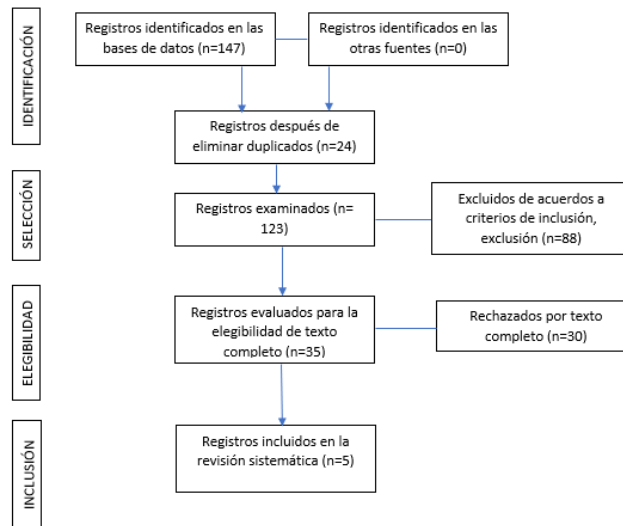 IDENTIFICACIÓN
Registros identificados en las
bases de datos (n=147)
Registros identificados en las
otras fuentes (n=0)
Registros después de
eliminar duplicados (n=24)
SELECCIÓN
Registros examinados (n=
123)
Excluidos de acuerdos a
criterios de inclusión,
exclusión (n=88)
ELEGIBILIDAD
Registros evaluados para la
elegibilidad de texto
completo (n=35)
Rechazados por texto
completo (n=30)
INCLUSIÓN
Registros incluidos en la
revisión sistemática (n=5)